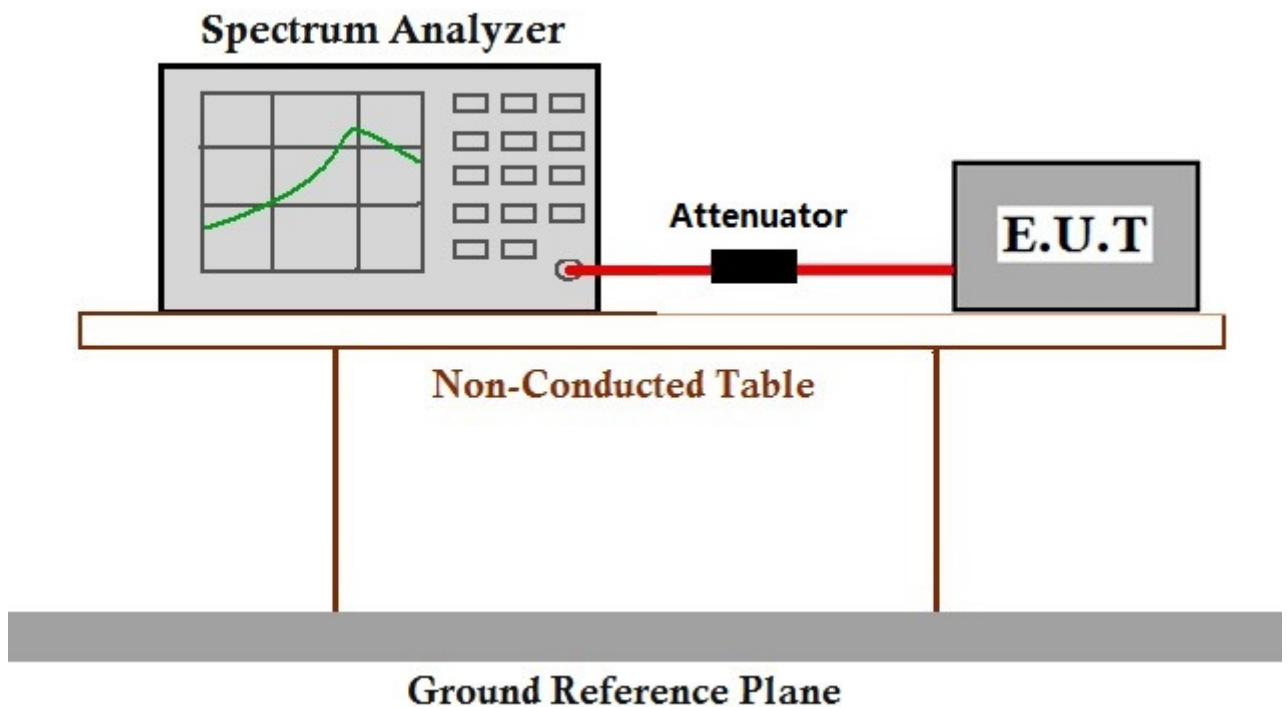 Spectrum Analyzer
Attenuator
E.U.T
Non-Conducted Table
Ground Reference Plane